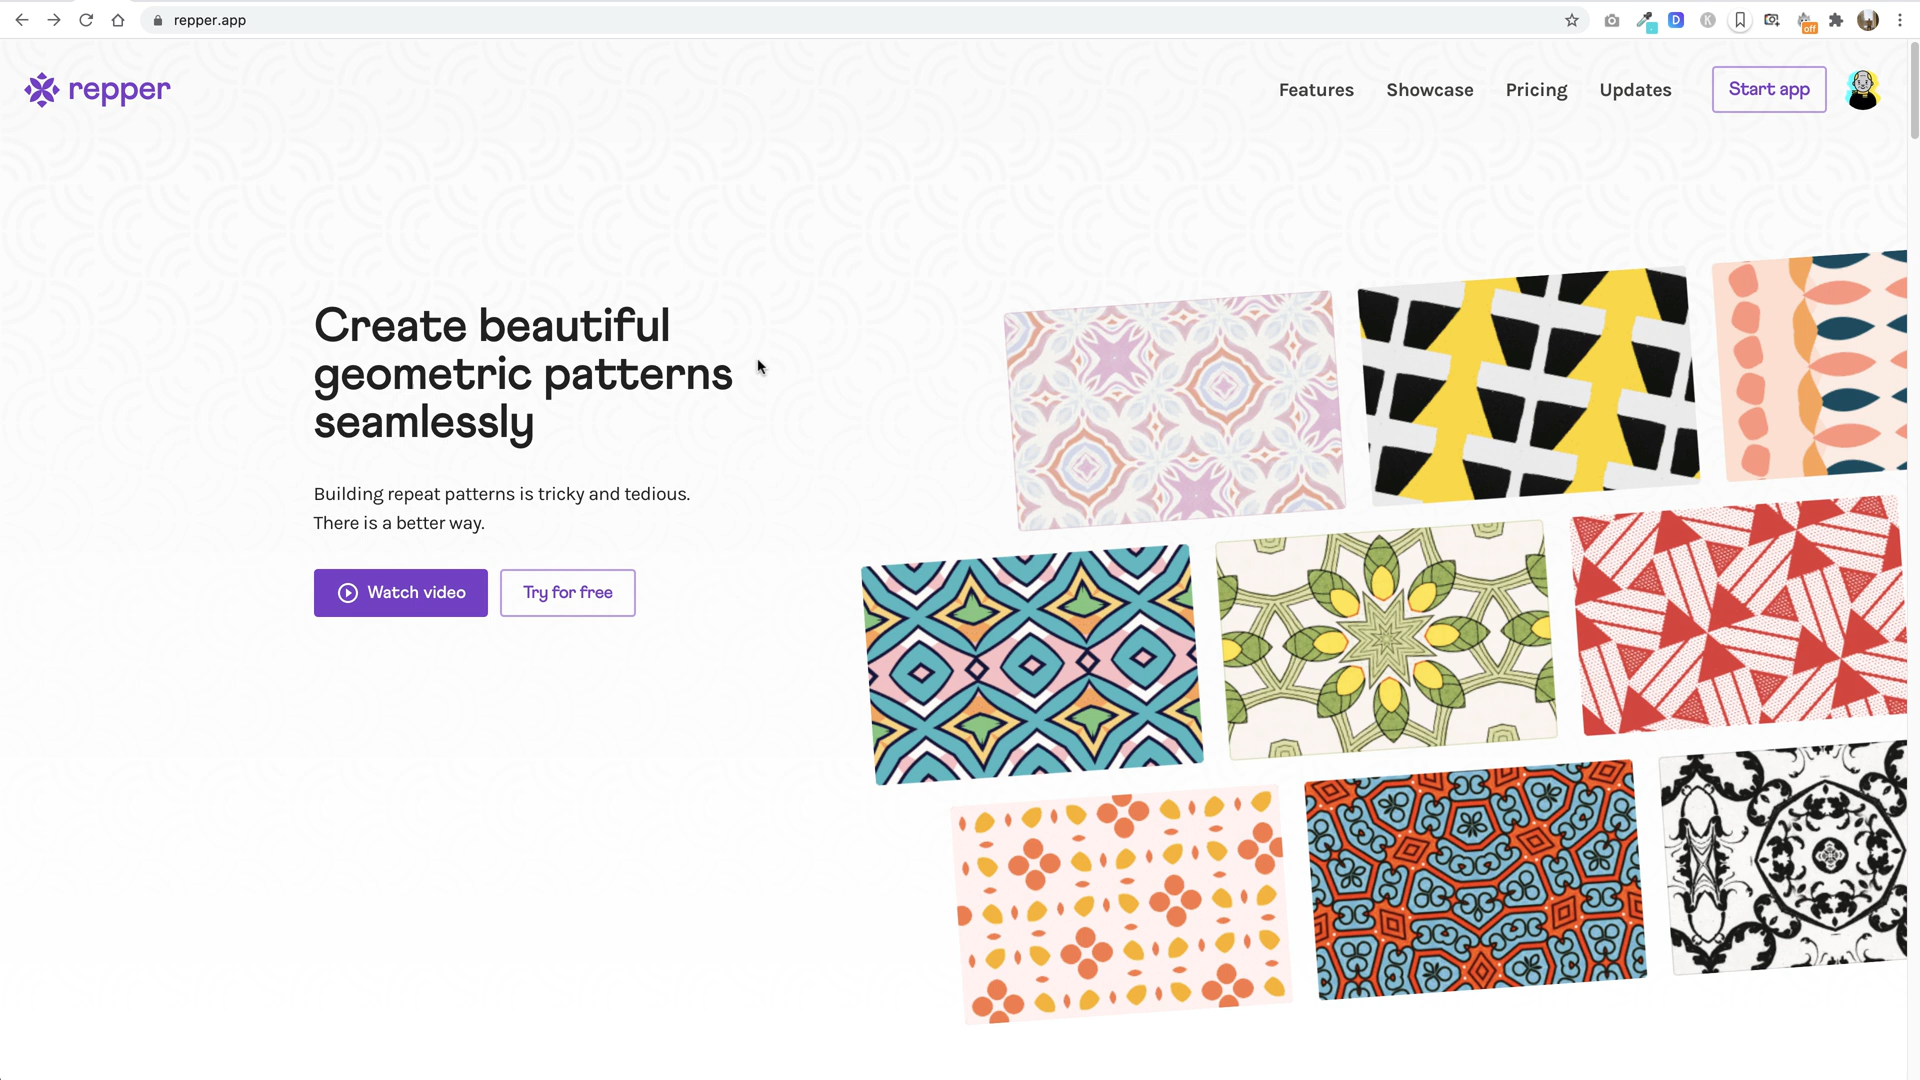 repper.app
off
repper
Features
Showcase
Pricing
Updates
Start app
Create beautiful
geometric patterns
seamlessly
Building repeat patterns is tricky and tedious.
There is a better way.
Watch video
Try for free